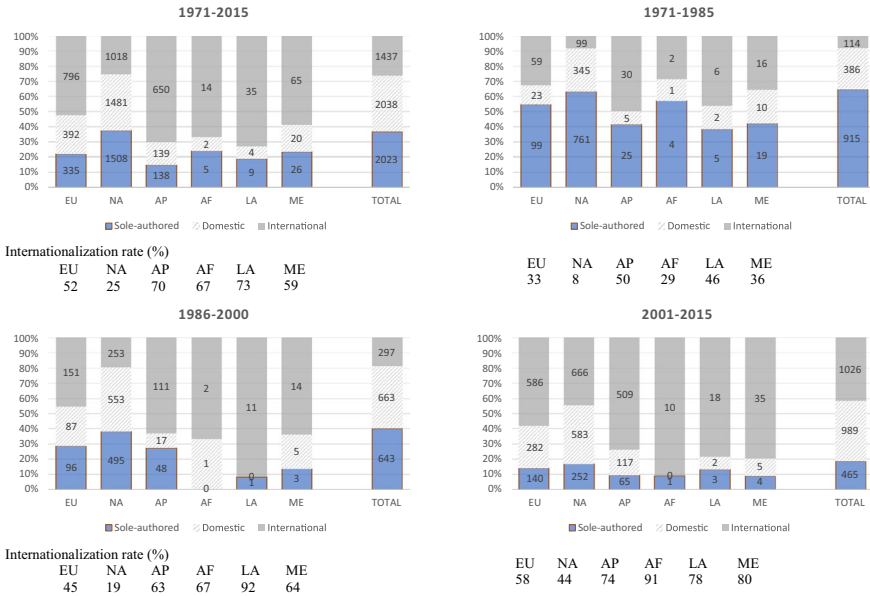 1971-2015
100%
90%
80%
70%
60%
50%
40%
30%
20%
10%
0%
796 1018 650 14 35 65 1437
392 1481 139 2 4 20 2038
335 1508 138 5 9 26 2023
EU NA AP AF LA ME TOTAL
Sole-authored Domestic International
Internationalization rate (%)
EU NA AP AF LA ME
52 25 70 67 73 59
1971-1985
100%
90%
80%
70%
60%
50%
40%
30%
20%
10%
0%
59 99 30 2 6 16 114
23 345 5 1 2 10 386
99 761 25 4 5 19 915
EU NA AP AF LA ME TOTAL
Sole-authored Domestic International
EU NA AP AF LA ME
33 8 50 29 46 36
1986-2000
100%
90%
80%
70%
60%
50%
40%
30%
20%
10%
0%
151 253 111 2 11 14 297
87 553 17 1 0 5 663
96 495 48 0 1 3 643
EU NA AP AF LA ME TOTAL
Sole-authored Domestic International
Internationalization rate (%)
EU NA AP AF LA ME
45 19 63 67 92 64
2001-2015
100%
90%
80%
70%
60%
50%
40%
30%
20%
10%
0%
586 666 509 10 18 35 1026
282 583 117 0 2 5 989
140 252 65 1 3 4 465
EU NA AP AF LA ME TOTAL
Sole-authored Domestic International
EU NA AP AF LA ME
58 44 74 91 78 80